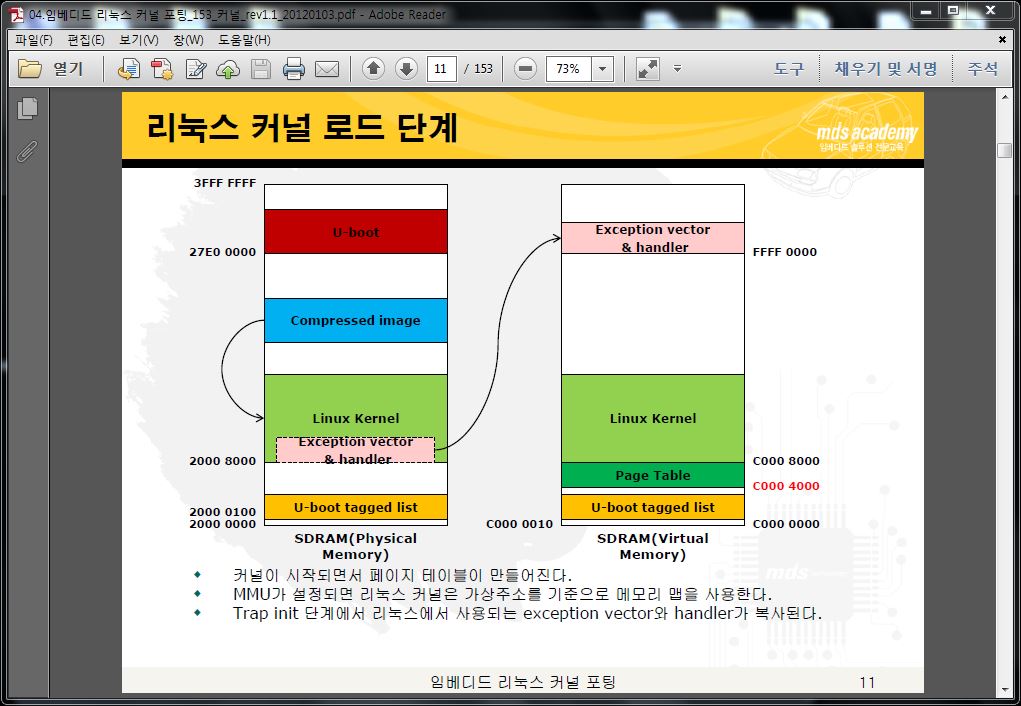 04.임베디드 리눅스 커널 포팅_153_커널_rev1.1_20120103.pdf - Adobe Reader
파일(F) 편집(E) 보기(V) 창(W) 도움말(H)
열기 11 / 153 73% 도구 채우기 및 서명 주석
리눅스 커널 로드 단계
mds academy
임베디드 솔루션 전문교육
3FFF FFFF
U-boot
27E0 0000
Compressed image
Linux Kernel
Exception vector
& handler
2000 8000
2000 0100
U-boot tagged list
2000 0000
SDRAM(Physical
Memory)
Exception vector
& handler
FFFF 0000
Linux Kernel
C000 8000
Page Table
C000 4000
U-boot tagged list
C000 0010
C000 0000
SDRAM(Virtual
Memory)
커널이 시작되면서 페이지 테이블이 만들어진다.
MMU가 설정되면 리눅스 커널은 가상주소를 기준으로 메모리 맵을 사용한다.
Trap init 단계에서 리눅스에서 사용되는 exception vector와 handler가 복사된다.
mds
임베디드 리눅스 커널 포팅
11